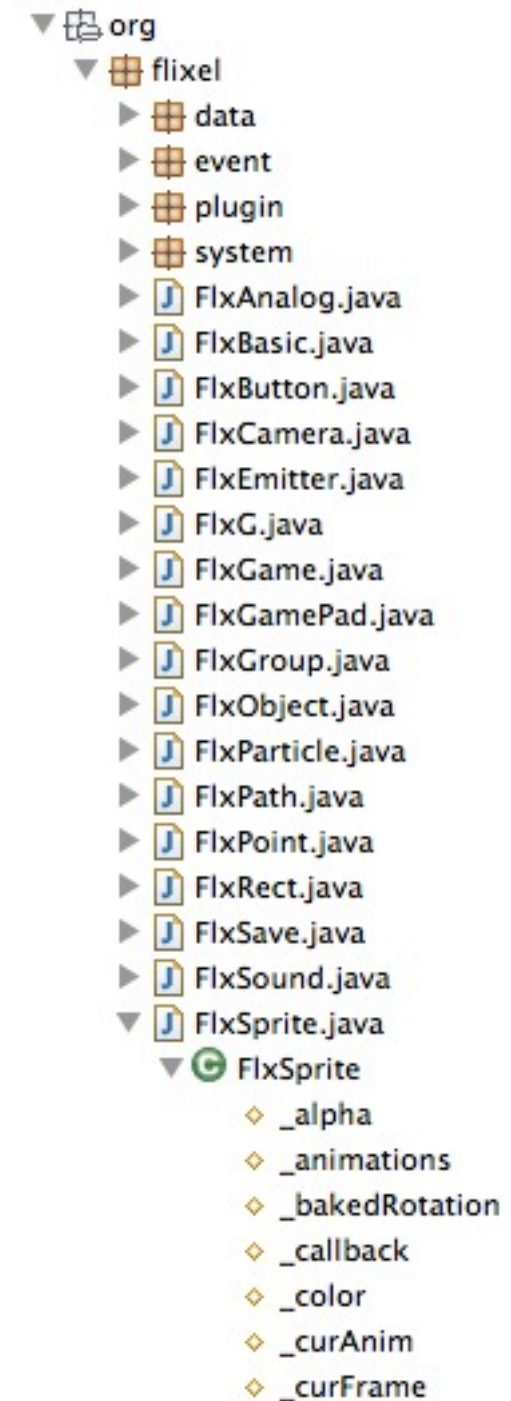 org
flixel
data
event
plugin
system
FlxAnalog.java
FlxBasic.java
FlxButton.java
FlxCamera.java
FlxEmitter.java
FlxG.java
FlxGame.java
FlxGamePad.java
FlxGroup.java
FlxObject.java
FlxParticle.java
FlxPath.java
FlxPoint.java
FlxRect.java
FlxSave.java
FlxSound.java
FlxSprite.java
FlxSprite
_alpha
_animations
_bakedRotation
_callback
_color
_curAnim
_curFrame